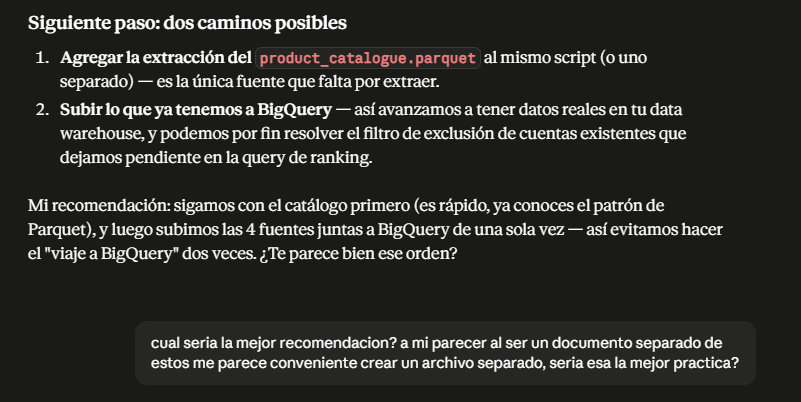 Siguiente paso: dos caminos posibles
1. Agregar la extracción del product_catalogue.parquet al mismo script (o uno
separado) — es la única fuente que falta por extraer.
2. Subir lo que ya tenemos a BigQuery — así avanzamos a tener datos reales en tu data
warehouse, y podemos por fin resolver el filtro de exclusión de cuentas existentes que
dejamos pendiente en la query de ranking.
Mi recomendación: sigamos con el catálogo primero (es rápido, ya conoces el patrón de
Parquet), y luego subimos las 4 fuentes juntas a BigQuery de una sola vez — así evitamos hacer
el "viaje a BigQuery" dos veces. ¿Te parece bien ese orden?
cual seria la mejor recomendacion? a mi parecer al ser un documento separado de
estos me parece conveniente crear un archivo separado, seria esa la mejor practica?